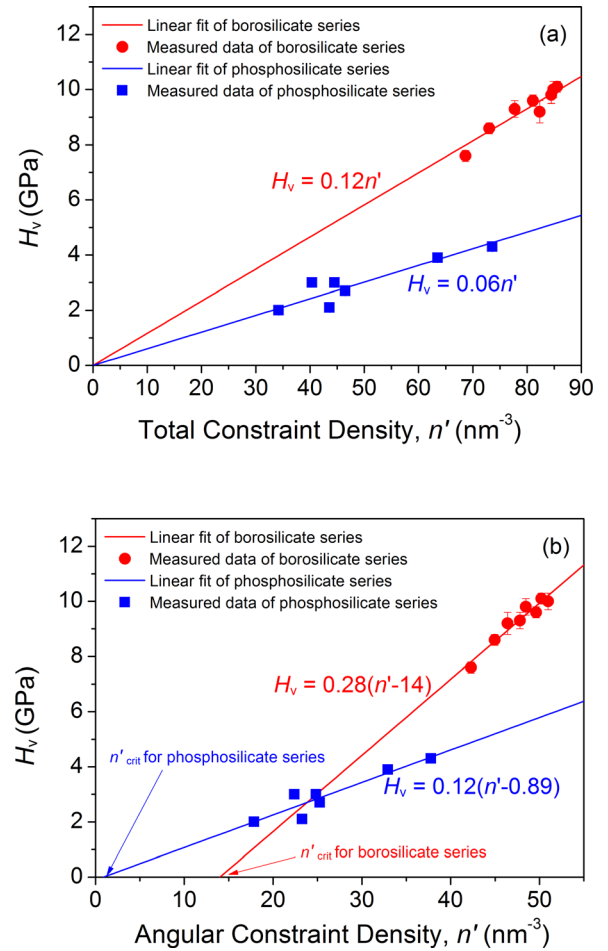 Linear fit of borosilicate series
(a)
Measured data of borosilicate series
Linear fit of phosphosilicate series
Measured data of phosphosilicate series
12
10
8
6
4
2
0
Hv (GPa)
Hv = 0.12n'
Hv = 0.06n'
0 10 20 30 40 50 60 70 80 90
Total Constraint Density, n′ (nm⁻³)
Linear fit of borosilicate series
(b)
Measured data of borosilicate series
Linear fit of phosphosilicate series
Measured data of phosphosilicate series
12
10
8
6
4
2
0
Hv (GPa)
Hv = 0.28(n'-14)
n' crit for phosphosilicate series
Hv = 0.12(n'-0.89)
n' crit for borosilicate series
0 10 20 30 40 50
Angular Constraint Density, n′ (nm⁻³)